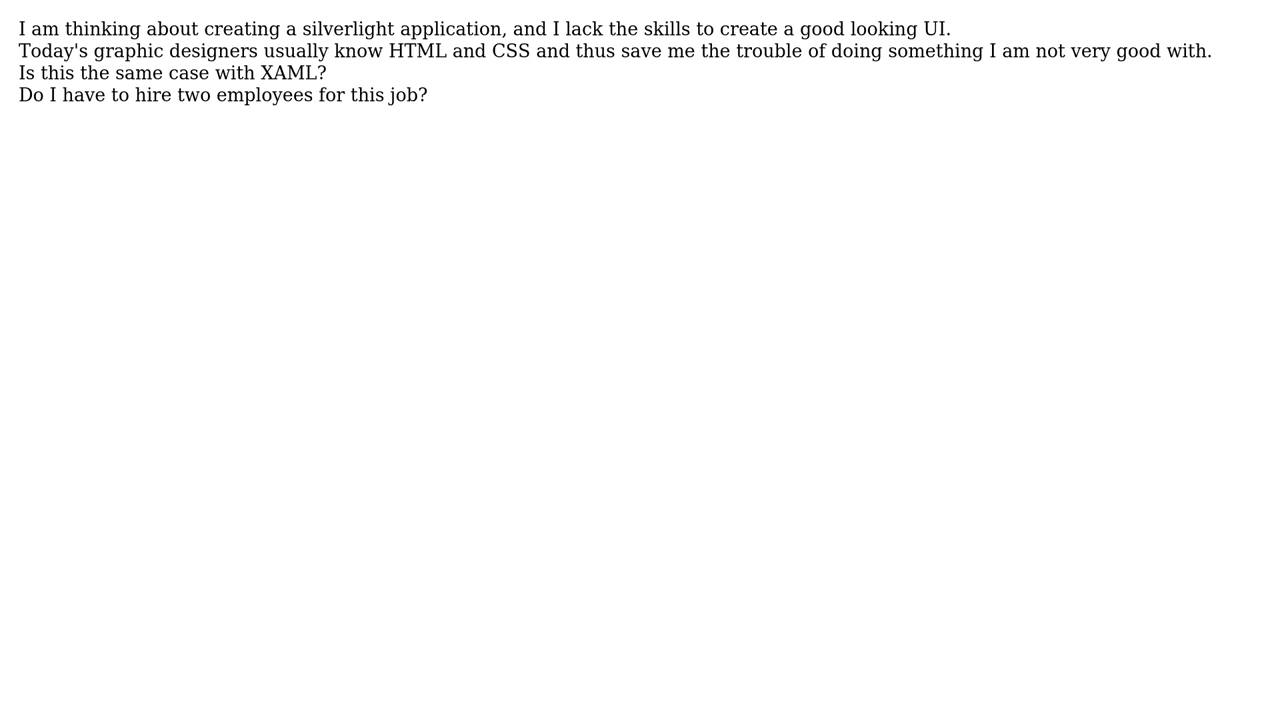 I am thinking about creating a silverlight application, and I lack the skills to create a good looking UI.
Today's graphic designers usually know HTML and CSS and thus save me the trouble of doing something I am not very good with.
Is this the same case with XAML?
Do I have to hire two employees for this job?